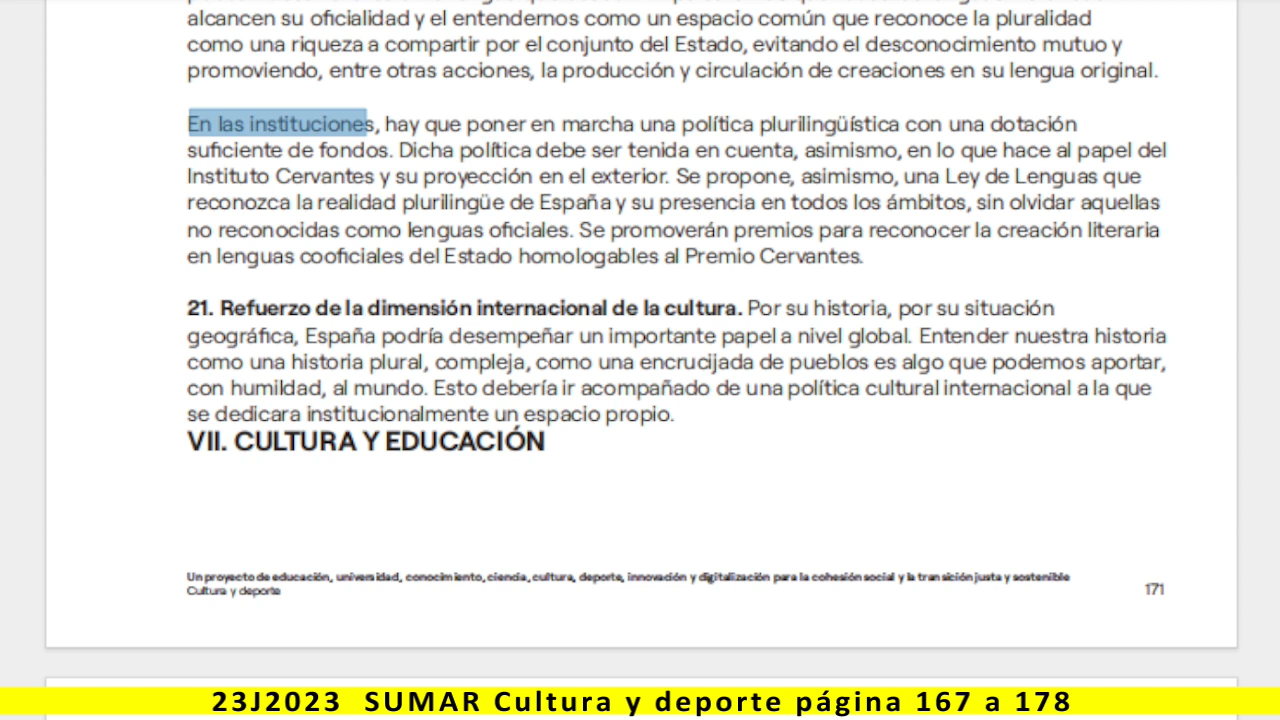 alcancen su oficialidad y el entendernos como un espacio común que reconoce la pluralidad
como una riqueza a compartir por el conjunto del Estado, evitando el desconocimiento mutuo y
promoviendo, entre otras acciones, la producción y circulación de creaciones en su lengua original.
En las instituciones, hay que poner en marcha una política plurilingüística con una dotación
suficiente de fondos. Dicha política debe ser tenida en cuenta, asimismo, en lo que hace al papel del
Instituto Cervantes y su proyección en el exterior. Se propone, asimismo, una Ley de Lenguas que
reconozca la realidad plurilingüe de España y su presencia en todos los ámbitos, sin olvidar aquellas
no reconocidas como lenguas oficiales. Se promoverán premios para reconocer la creación literaria
en lenguas cooficiales del Estado homologables al Premio Cervantes.
21. Refuerzo de la dimensión internacional de la cultura. Por su historia, por su situación
geográfica, España podría desempeñar un importante papel a nivel global. Entender nuestra historia
como una historia plural, compleja, como una encrucijada de pueblos es algo que podemos aportar,
con humildad, al mundo. Esto debería ir acompañado de una política cultural internacional a la que
se dedicara institucionalmente un espacio propio.
VII. CULTURA Y EDUCACIÓN
Un proyecto de educación, universidad, conocimiento, ciencia, cultura, deporte, innovación y digitalización para la cohesión social y la transición justa y sostenible
Cultura y deporte
171
23J2023 SUMAR Cultura y deporte página 167 a 178